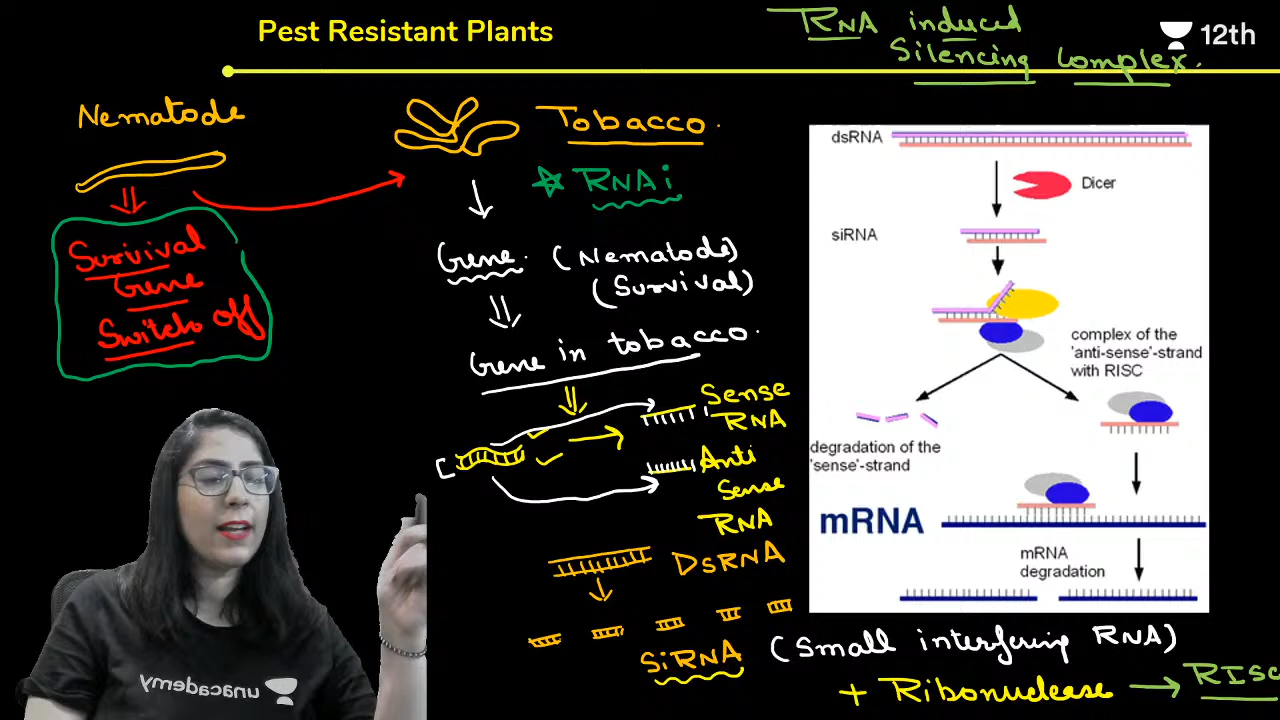 Pest Resistant Plants
RNA induced
Silencing Complex.
12th
Nematode
Survival
Gene
Switch off
Tobacco.
RNAi
Gene. (Nematode)
(Survival)
Gene in tobacco.
Sense
RNA
Anti
Sense
RNA
DsRNA
SiRNA (Small interfering RNA)
+ Ribonuclease → RISC
dsRNA
Dicer
siRNA
complex of the
'anti-sense'-strand
with RISC
degradation of the
'sense'-strand
mRNA
mRNA
degradation
unacademy